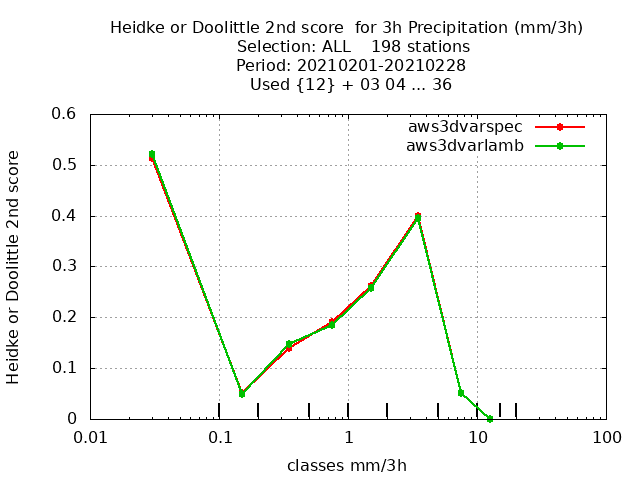 Heidke or Doolittle 2nd score  for 3h Precipitation (mm/3h)
Selection: ALL    198 stations
Period: 20210201-20210228
Used {12} + 03 04 ... 36
aws3dvarspec
aws3dvarlamb
Heidke or Doolittle 2nd score
0.6
0.5
0.4
0.3
0.2
0.1
0
0.01 0.1 1 10 100
classes mm/3h